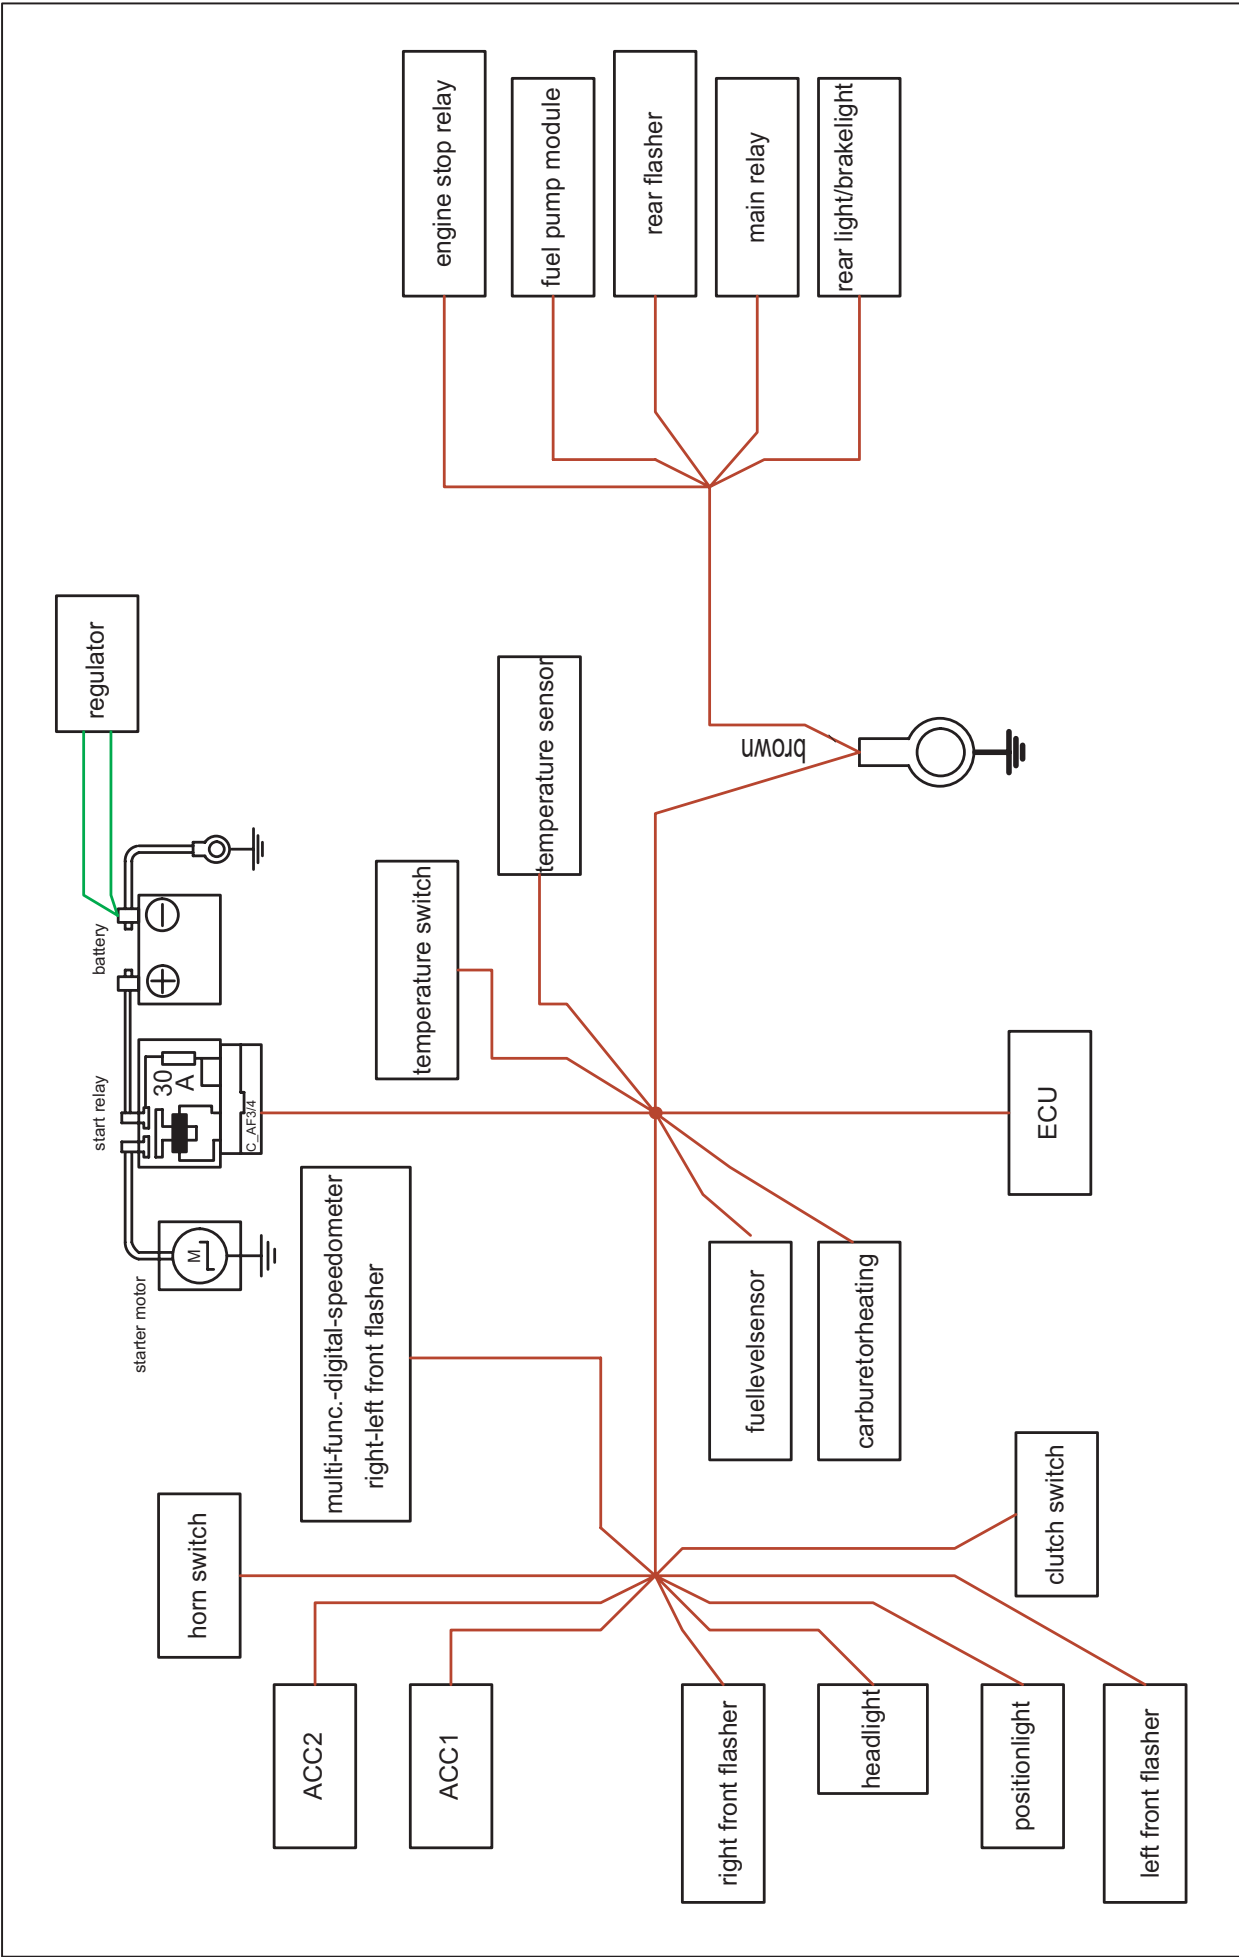 starter motor
M
start relay
30
A
C_AF3/4
battery
regulator
horn switch
multi-func.-digital-speedometer
right-left front flasher
temperature switch
temperature sensor
engine stop relay
fuel pump module
rear flasher
main relay
rear light/brakelight
ACC2
ACC1
right front flasher
headlight
positionlight
left front flasher
clutch switch
fuellevelsensor
carburetorheating
ECU
brown